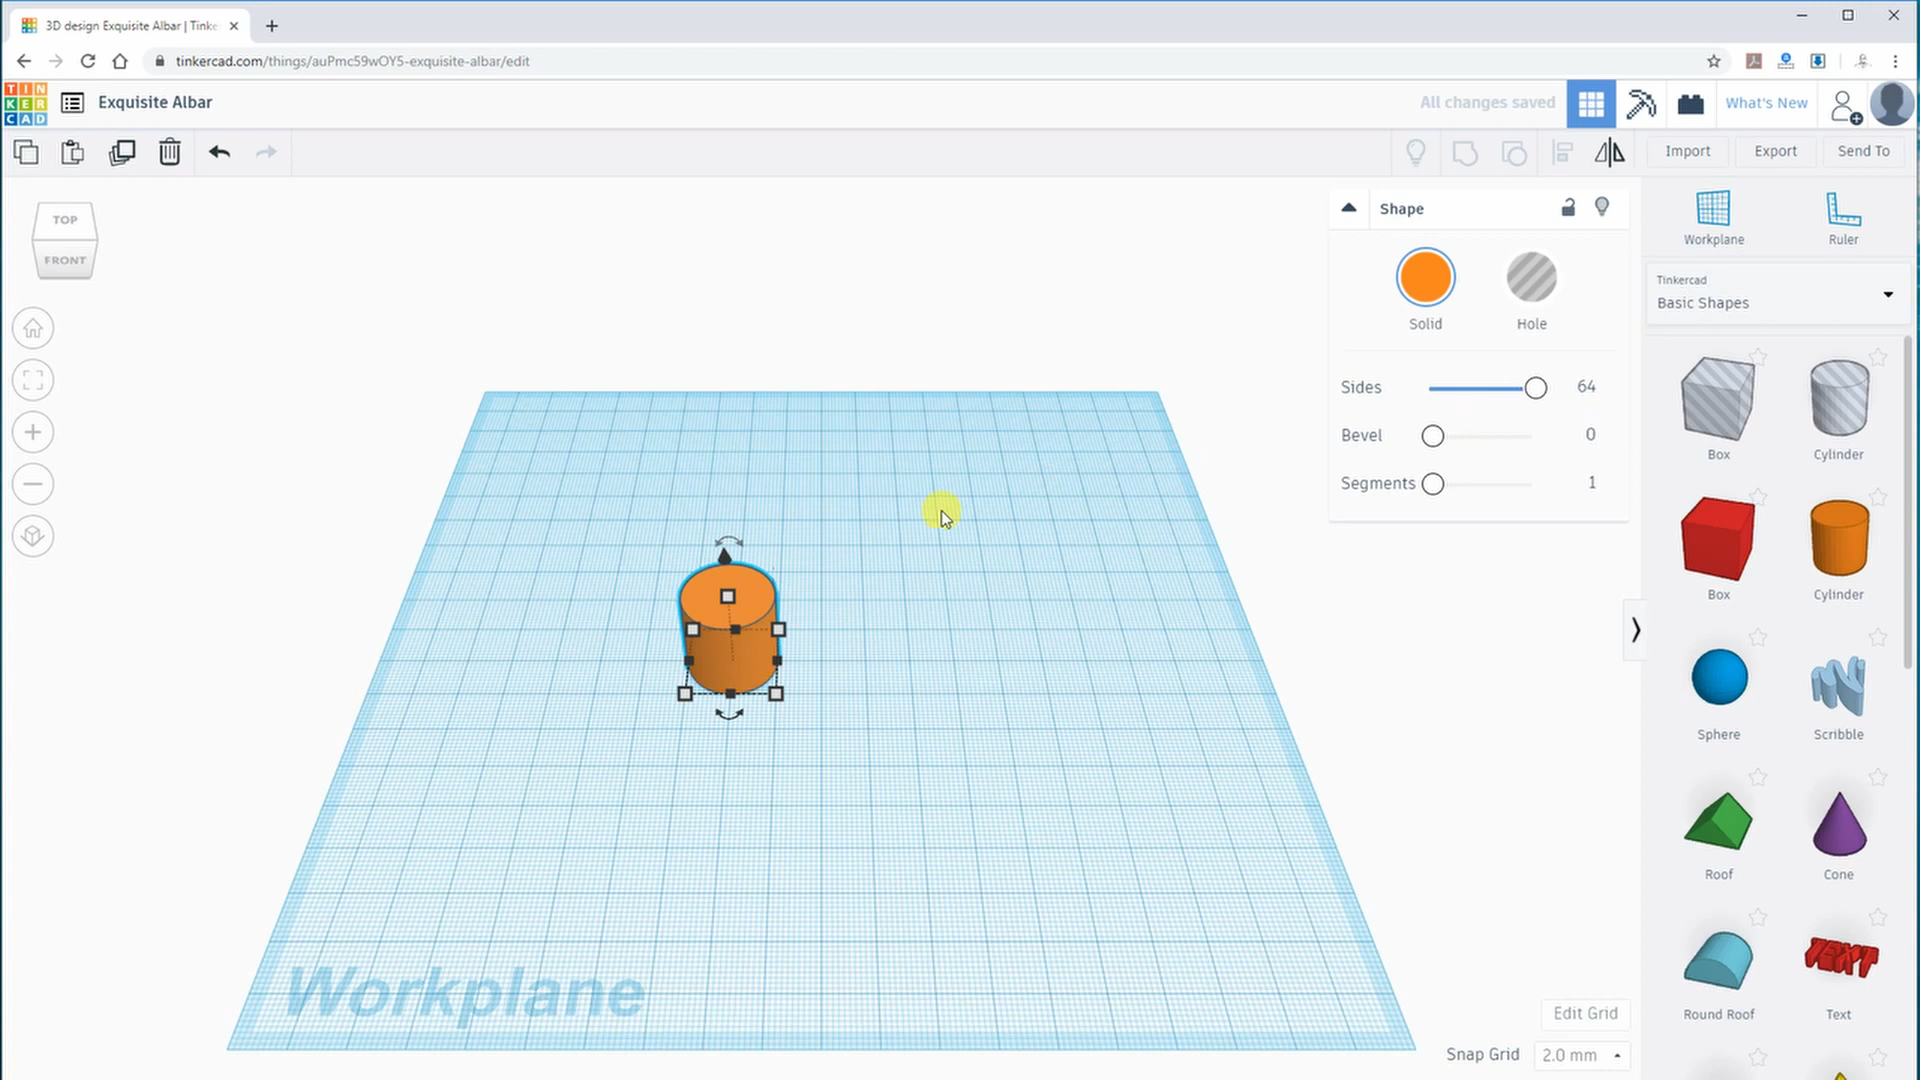 3D design Exquisite Albar | Tinke
tinkercad.com/things/auPmc59wOY5-exquisite-albar/edit
TIN
KER
CAD
Exquisite Albar
All changes saved
What's New
Import
Export
Send To
TOP
FRONT
Shape
Solid
Hole
Sides
64
Bevel
0
Segments
1
Workplane
Ruler
Tinkercad
Basic Shapes
Box
Cylinder
Box
Cylinder
Sphere
Scribble
Roof
Cone
Round Roof
TEXT
Text
Workplane
Edit Grid
Snap Grid
2.0 mm